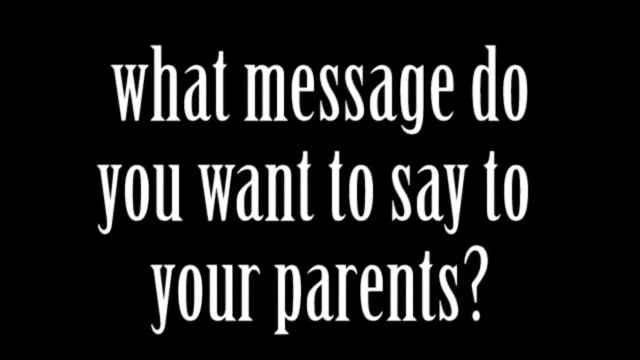 what message do
you want to say to
your parents?